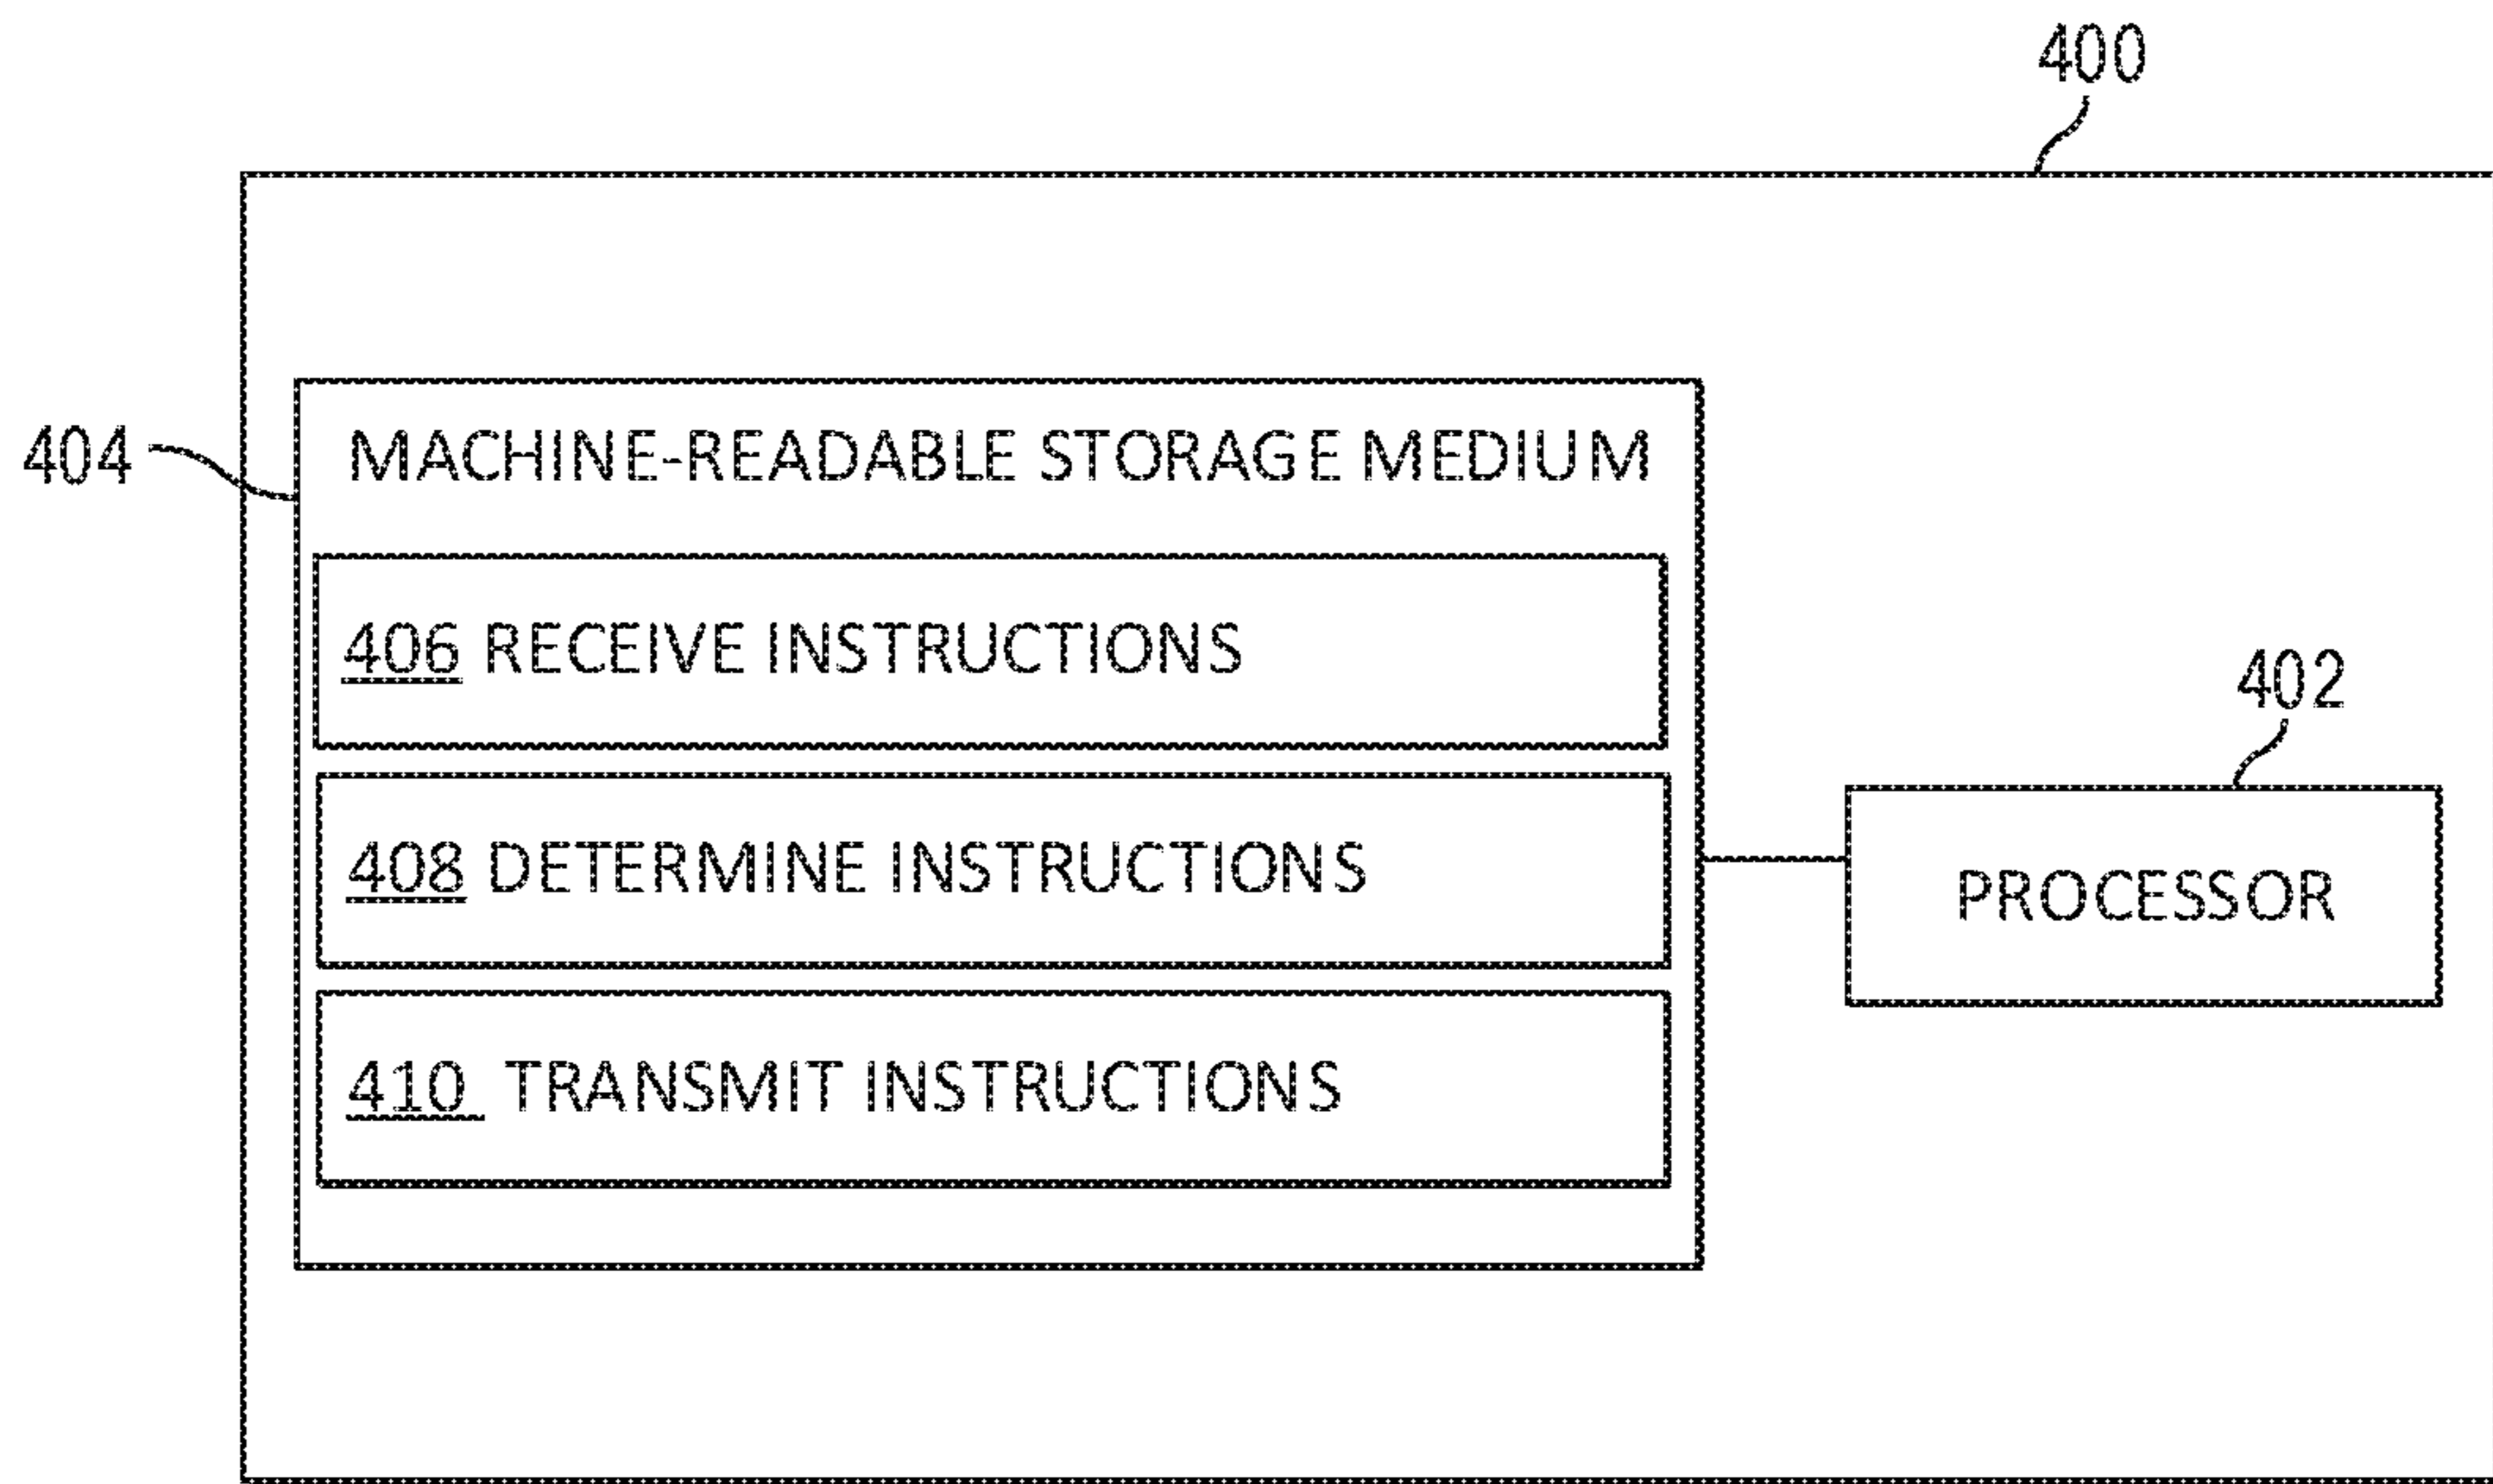 400
404 MACHINE-READABLE STORAGE MEDIUM
406 RECEIVE INSTRUCTIONS
402
408 DETERMINE INSTRUCTIONS
PROCESSOR
410 TRANSMIT INSTRUCTIONS